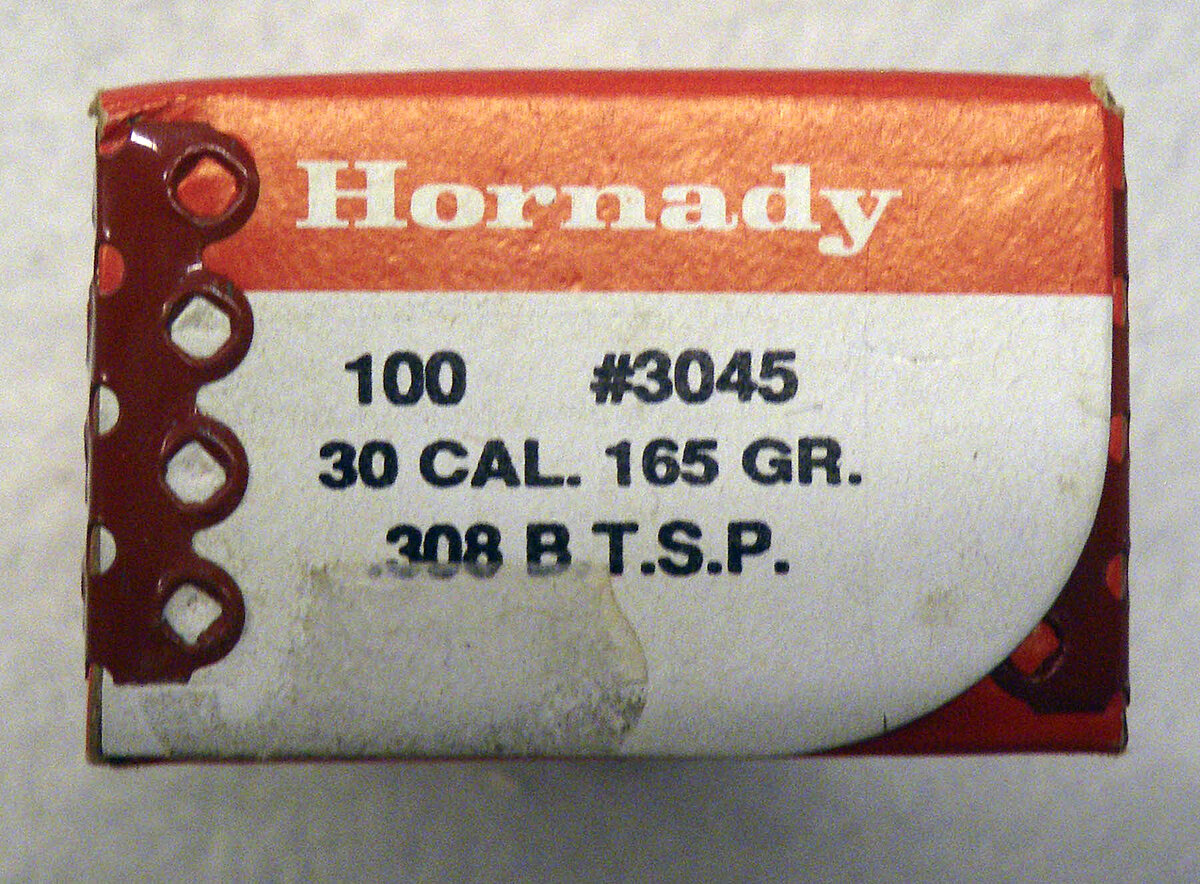 Hornady
100 #3045
30 CAL. 165 GR.
.308 B.T.S.P.